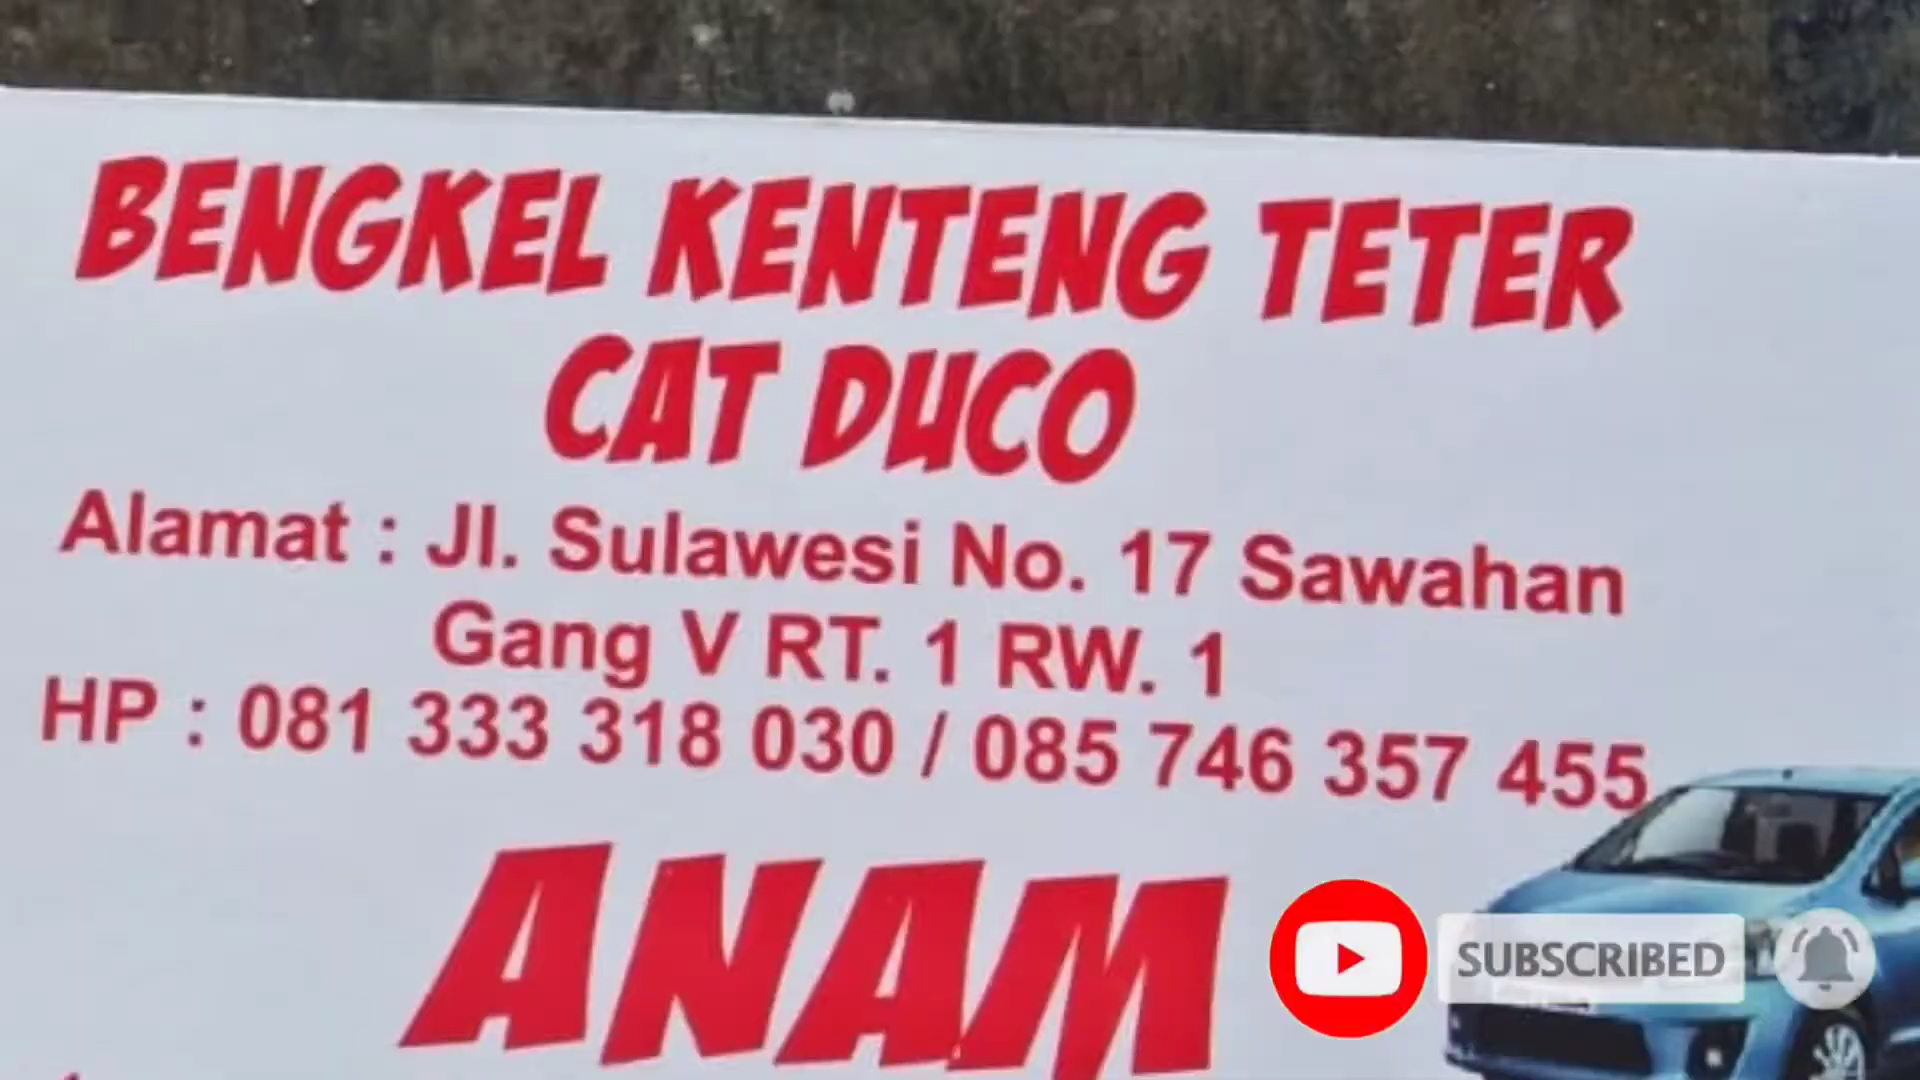 BENGKEL KENTENG TETER
CAT DUCO
Alamat : Jl. Sulawesi No. 17 Sawahan
Gang V RT. 1 RW. 1
HP : 081 333 318 030 / 085 746 357 455
ANAM
SUBSCRIBED